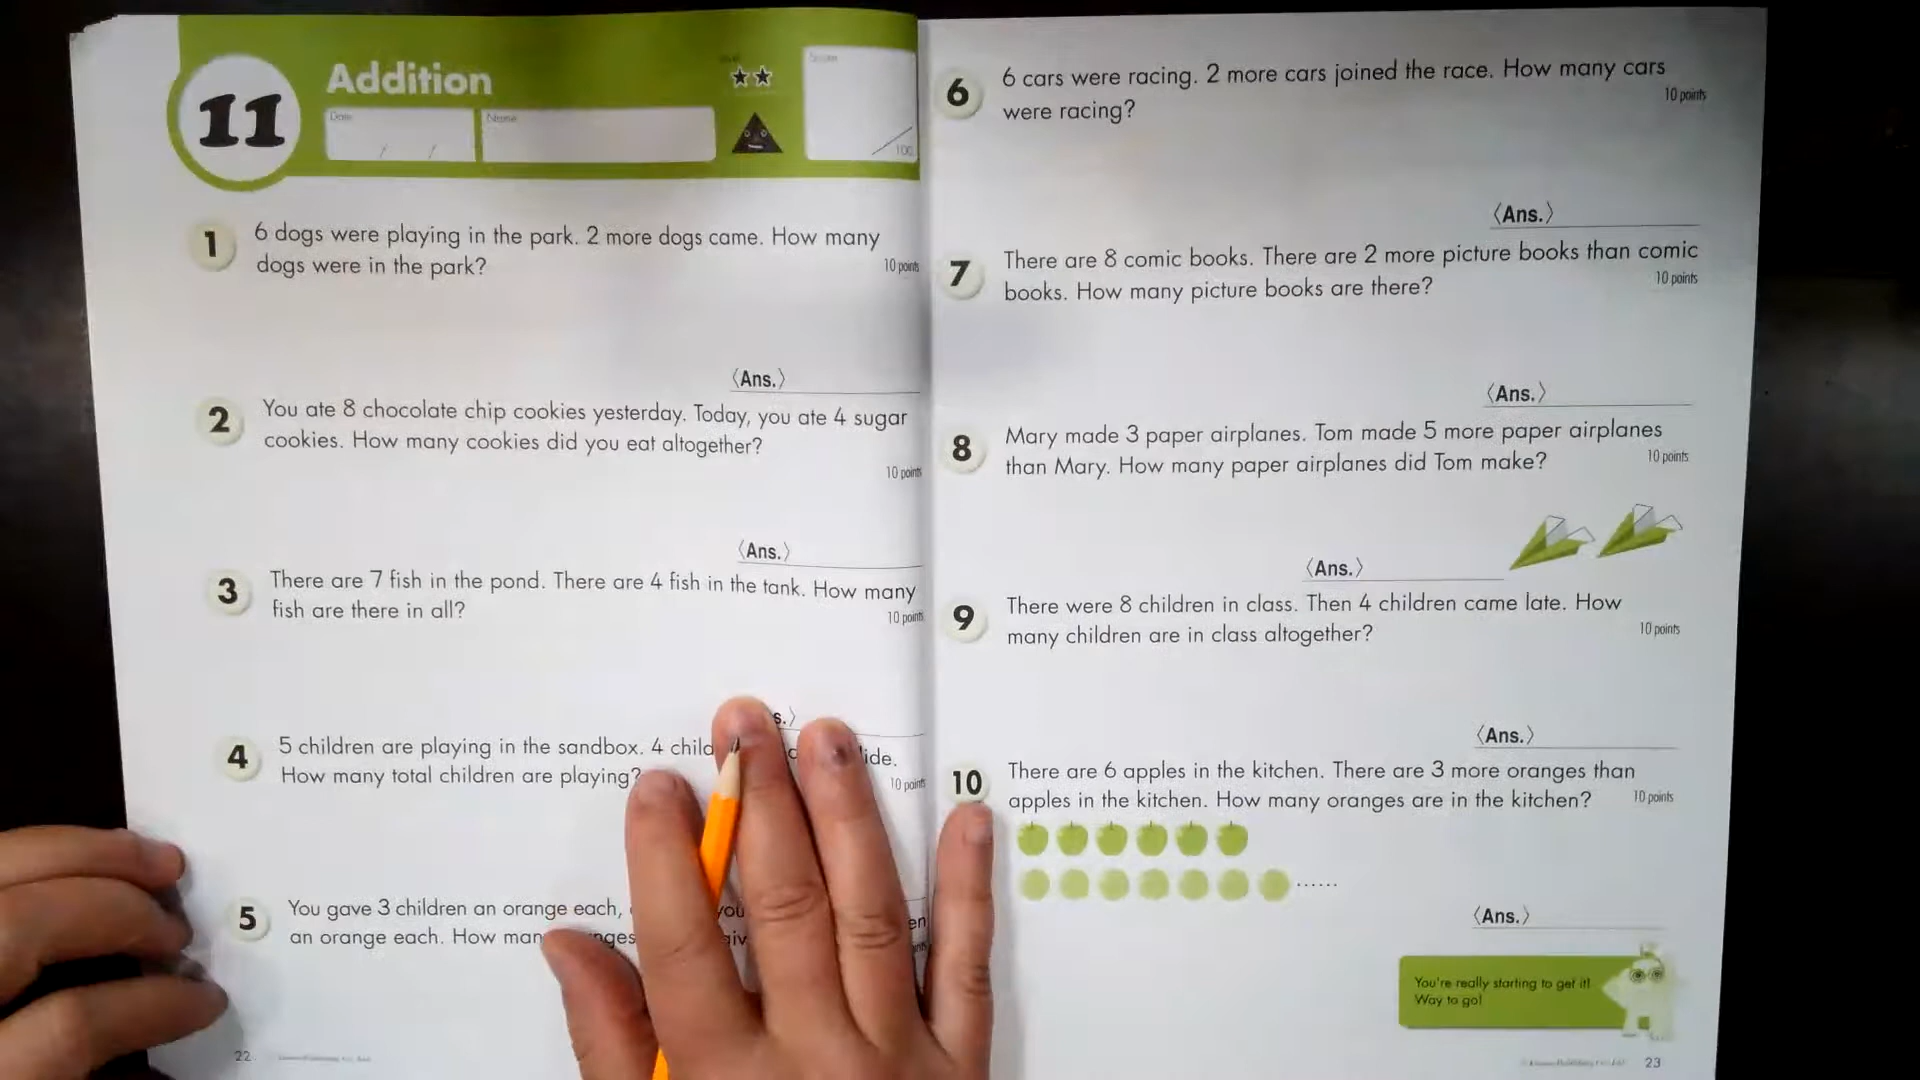 11
Addition
Date
Name
/ /
100
1
6 dogs were playing in the park. 2 more dogs came. How many
dogs were in the park?
10 points
〈Ans.〉
2
You ate 8 chocolate chip cookies yesterday. Today, you ate 4 sugar
cookies. How many cookies did you eat altogether?
10 points
〈Ans.〉
3
There are 7 fish in the pond. There are 4 fish in the tank. How many
fish are there in all?
10 points
s.〉
4
5 children are playing in the sandbox. 4 child ide.
How many total children are playing?
10 points
5
You gave 3 children an orange each, you en
an orange each. How man nges iv
22
6
6 cars were racing. 2 more cars joined the race. How many cars
were racing?
10 points
〈Ans.〉
7
There are 8 comic books. There are 2 more picture books than comic
books. How many picture books are there?
10 points
〈Ans.〉
8
Mary made 3 paper airplanes. Tom made 5 more paper airplanes
than Mary. How many paper airplanes did Tom make?
10 points
〈Ans.〉
9
There were 8 children in class. Then 4 children came late. How
many children are in class altogether?
10 points
〈Ans.〉
10
There are 6 apples in the kitchen. There are 3 more oranges than
apples in the kitchen. How many oranges are in the kitchen?
10 points
......
〈Ans.〉
You're really starting to get it!
Way to go!
23